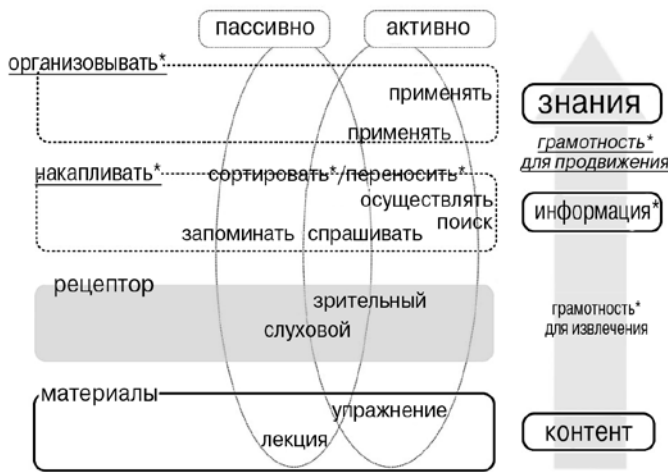 пассивно
активно
организовывать*
применять
применять
знания
грамотность*
для продвижения
накапливать*
сортировать*/переносить*
осуществлять
поиск
запоминать
спрашивать
информация*
рецептор
зрительный
слуховой
грамотность*
для извлечения
материалы
упражнение
лекция
контент